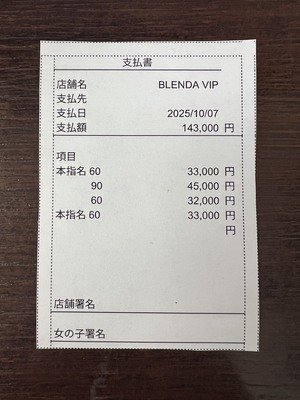 支払書
店舗名 BLENDA VIP
支払先
支払日 2025/10/07
支払額 143,000 円
項目
本指名 60 33,000 円
90 45,000 円
60 32,000 円
本指名 60 33,000 円
円
店舗署名
女の子署名